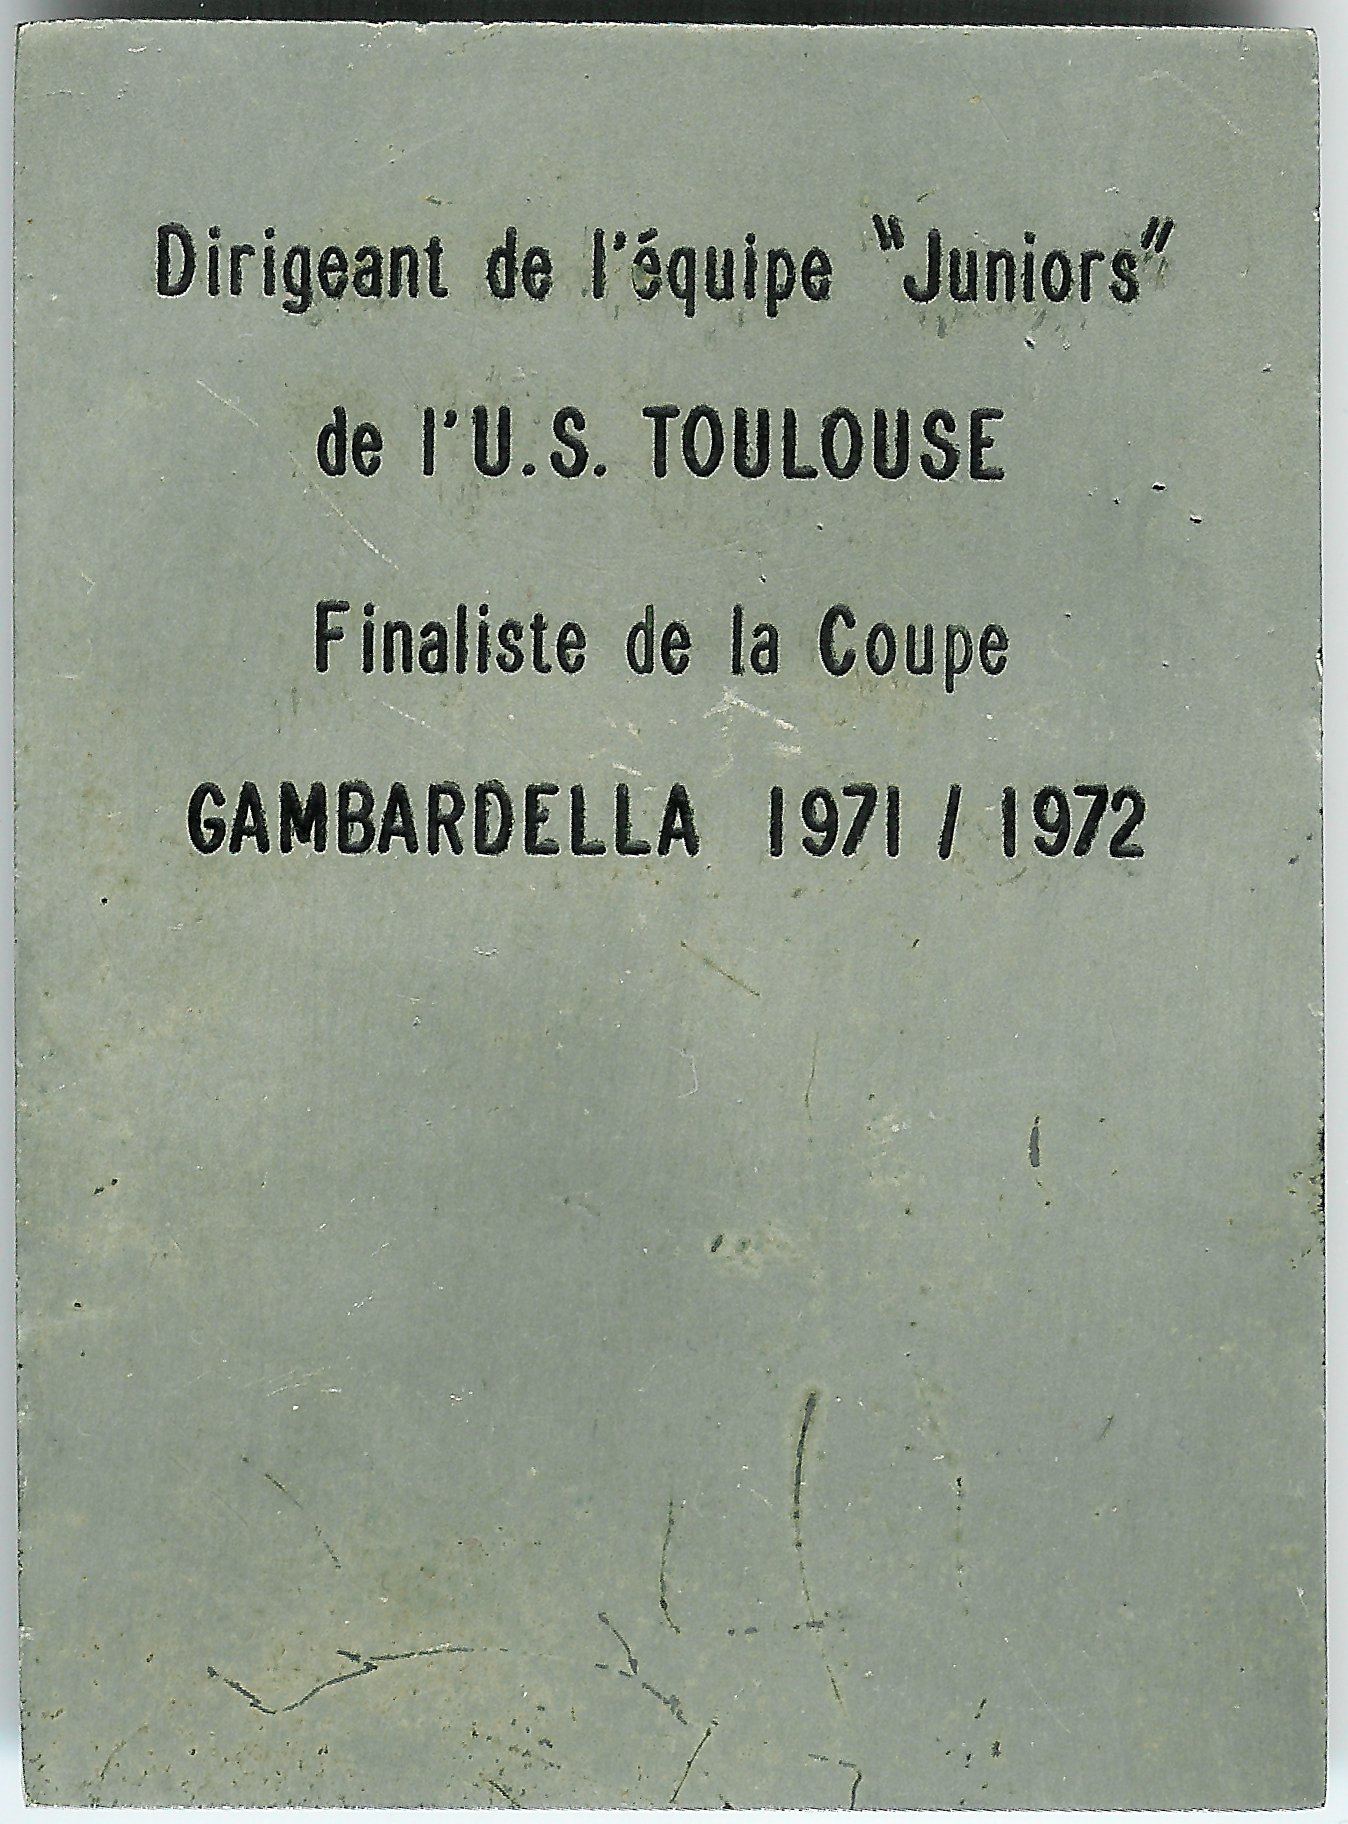 Dirigeant de l'équipe "Juniors"
de l'U.S. TOULOUSE
Finaliste de la Coupe
GAMBARDELLA 1971 / 1972